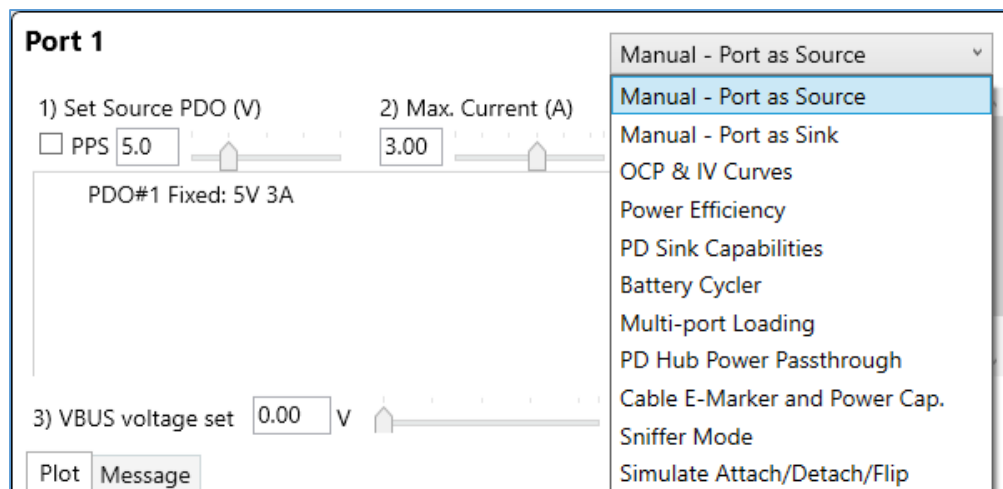 Port 1
Manual - Port as Source
1) Set Source PDO (V)
2) Max. Current (A)
PPS 5.0
3.00
PDO#1 Fixed: 5V 3A
3) VBUS voltage set 0.00 V
Plot Message
Manual - Port as Source
Manual - Port as Sink
OCP & IV Curves
Power Efficiency
PD Sink Capabilities
Battery Cycler
Multi-port Loading
PD Hub Power Passthrough
Cable E-Marker and Power Cap.
Sniffer Mode
Simulate Attach/Detach/Flip